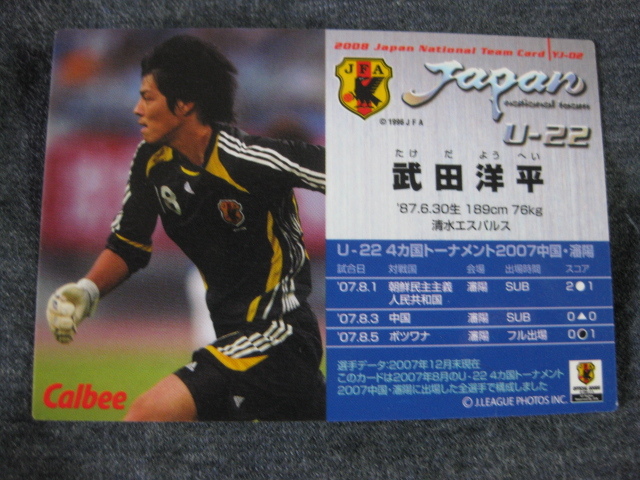 2008 Japan National Team Card YJ-02
JFA
©1996 JFA
Japan
national team
U-22
たけ だ よう へい
武田洋平
'87.6.30生 189cm 76kg
清水エスパルス
U-22 4カ国トーナメント2007中国・瀋陽
試合日 対戦国 会場 出場時間 スコア
'07.8.1 朝鮮民主主義人民共和国 瀋陽 SUB 2●1
'07.8.3 中国 瀋陽 SUB 0▲0
'07.8.5 ボツワナ 瀋陽 フル出場 0●1
選手データ:2007年12月末現在
このカードは2007年8月のU-22 4カ国トーナメント
2007中国・瀋陽に出場した全選手で構成しました
© J.LEAGUE PHOTOS INC.
18
Calbee